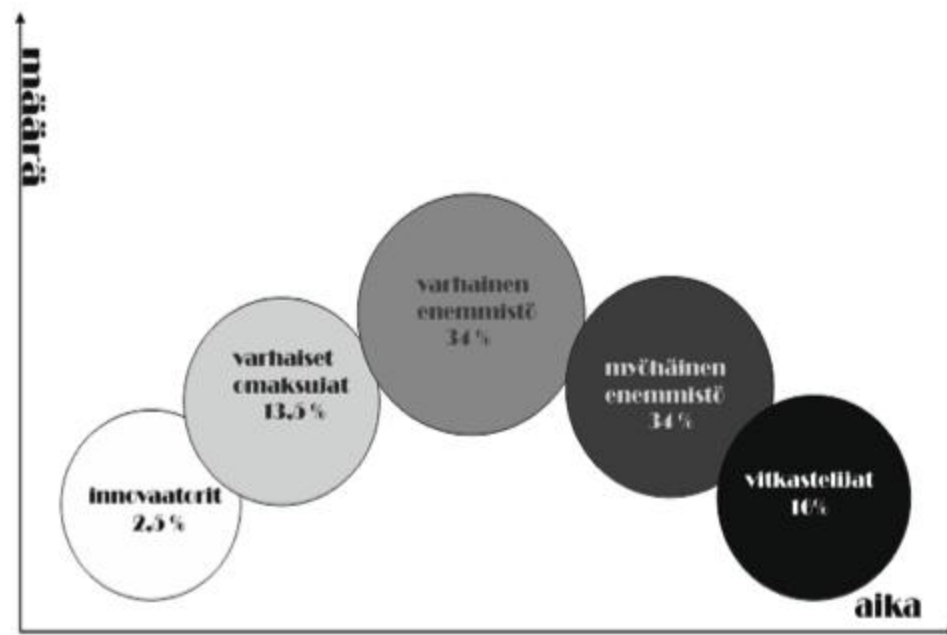 määrä
varhainen
enemmistö
34 %
varhaiset
omaksujat
13,5 %
myöhäinen
enemmistö
34 %
innovaatorit
2,5 %
vitkastelijat
16%
aika